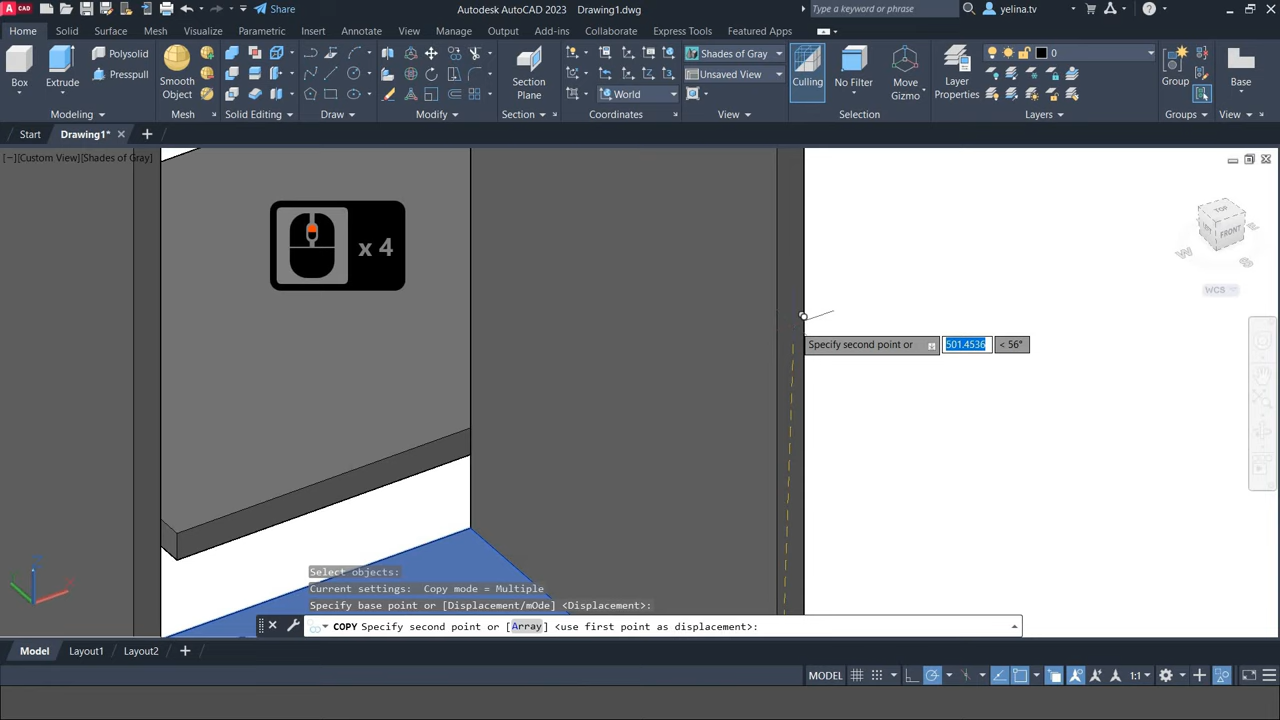 Share
Autodesk AutoCAD 2023 Drawing1.dwg
Type a keyword or phrase
yelina.tv
Home Solid Surface Mesh Visualize Parametric Insert Annotate View Manage Output Add-ins Collaborate Express Tools Featured Apps
CAD
Polysolid
Presspull
Box
Extrude
Smooth
Object
Section
Plane
Shades of Gray
Unsaved View
World
Culling
No Filter
Move
Gizmo
Layer
Properties
0
Group
Base
Modeling
Mesh
Solid Editing
Draw
Modify
Section
Coordinates
View
Selection
Layers
Groups
View
Start
Drawing1*
[−][Custom View][Shades of Gray]
x 4
TOP
FRONT
W
E
S
WCS
Specify second point or
501.4536
< 56°
Select objects:
Current settings: Copy mode = Multiple
Specify base point or [Displacement/mOde] <Displacement>:
COPY Specify second point or [Array] <use first point as displacement>:
Model
Layout1
Layout2
MODEL
1:1